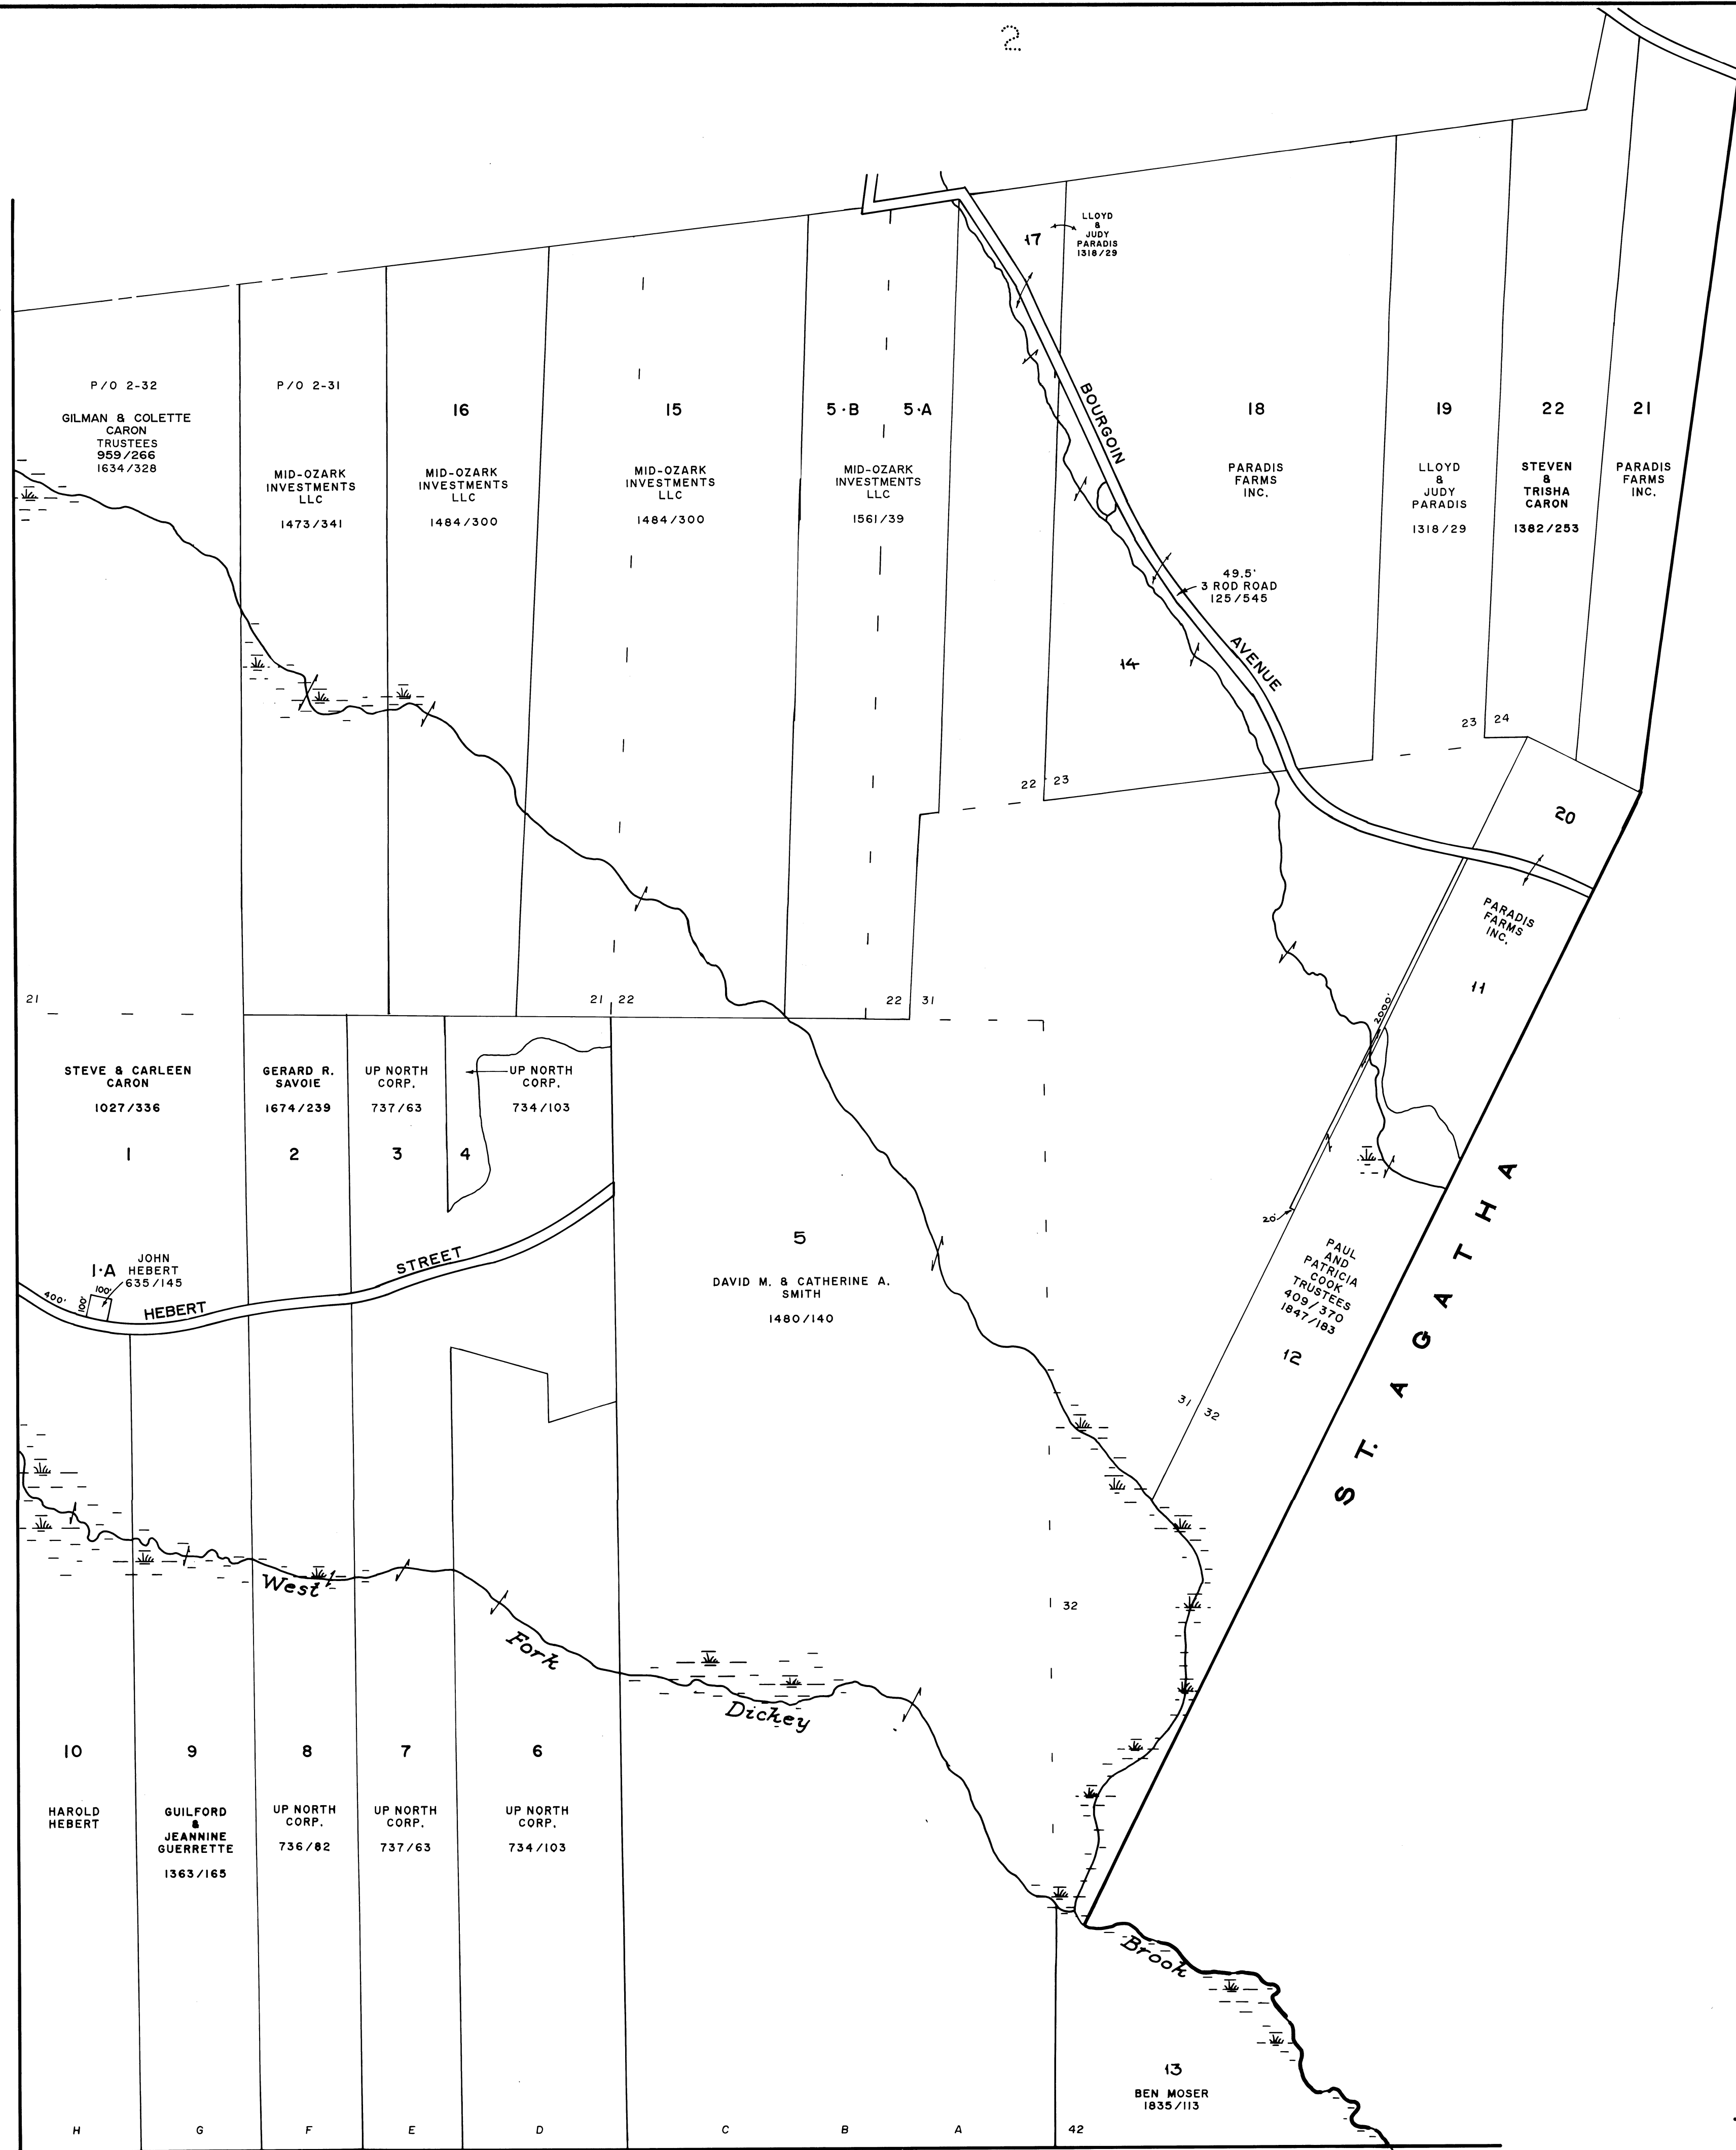 2
17
LLOYD
&
JUDY
PARADIS
1318/29
P/O 2-32
GILMAN & COLETTE
CARON
TRUSTEES
959/266
1634/328
P/O 2-31
MID-OZARK
INVESTMENTS
LLC
1473/341
16
MID-OZARK
INVESTMENTS
LLC
1484/300
15
MID-OZARK
INVESTMENTS
LLC
1484/300
5·B
5·A
MID-OZARK
INVESTMENTS
LLC
1561/39
BOURGOIN
AVENUE
18
PARADIS
FARMS
INC.
49.5'
3 ROD ROAD
125/545
14
19
LLOYD
&
JUDY
PARADIS
1318/29
22
STEVEN
&
TRISHA
CARON
1382/253
21
PARADIS
FARMS
INC.
23 24
22 23
20
PARADIS
FARMS
INC.
11
2000'
20'
21
21 22
22 31
STEVE & CARLEEN
CARON
1027/336
1
GERARD R.
SAVOIE
1674/239
2
UP NORTH
CORP.
737/63
3
4
UP NORTH
CORP.
734/103
5
DAVID M. & CATHERINE A.
SMITH
1480/140
1·A
JOHN
HEBERT
635/145
400'
100'
100'
HEBERT
STREET
PAUL
AND
PATRICIA
COOK
TRUSTEES
409/370
1847/183
12
31 32
ST. AGATHA
32
West
Fork
Dickey
Brook
10
HAROLD
HEBERT
9
GUILFORD
&
JEANNINE
GUERRETTE
1363/165
8
UP NORTH
CORP.
736/82
7
UP NORTH
CORP.
737/63
6
UP NORTH
CORP.
734/103
13
BEN MOSER
1835/113
H G F E D C B A 42